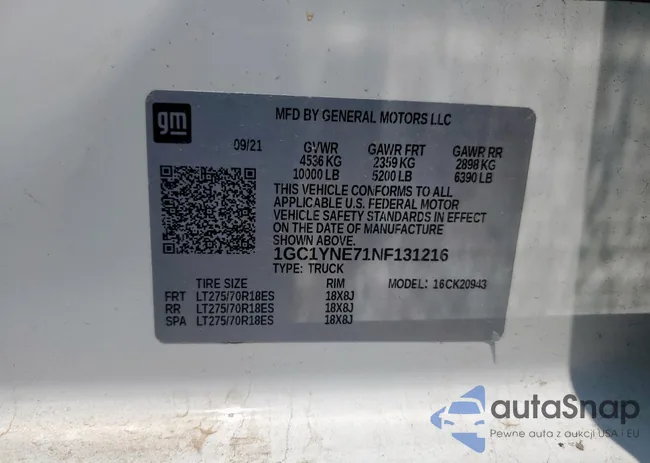 gm
MFD BY GENERAL MOTORS LLC
09/21 GVWR GAWR FRT GAWR RR
4536 KG 2359 KG 2898 KG
10000 LB 5200 LB 6390 LB
THIS VEHICLE CONFORMS TO ALL
APPLICABLE U.S. FEDERAL MOTOR
VEHICLE SAFETY STANDARDS IN EFFECT
ON THE DATE OF MANUFACTURE
SHOWN ABOVE.
1GC1YNE71NF131216
TYPE: TRUCK
TIRE SIZE RIM MODEL: 16CK20943
FRT LT275/70R18ES 18X8J
RR LT275/70R18ES 18X8J
SPA LT275/70R18ES 18X8J
autoSnap
Pewne auta z aukcji USA i EU